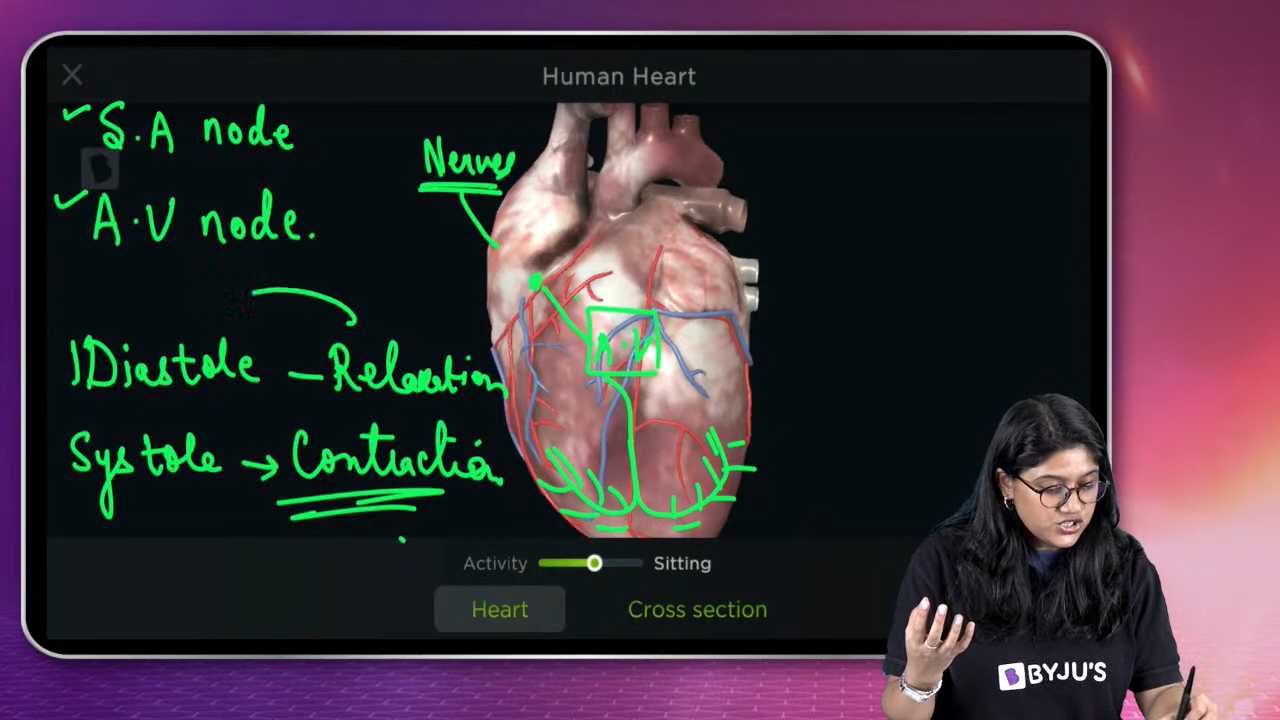 Human Heart
S.A node
Nerves
A.V node.
A.V
Diastole – Relaxation
Systole → Contraction
Activity
Sitting
Heart
Cross section
BYJU'S